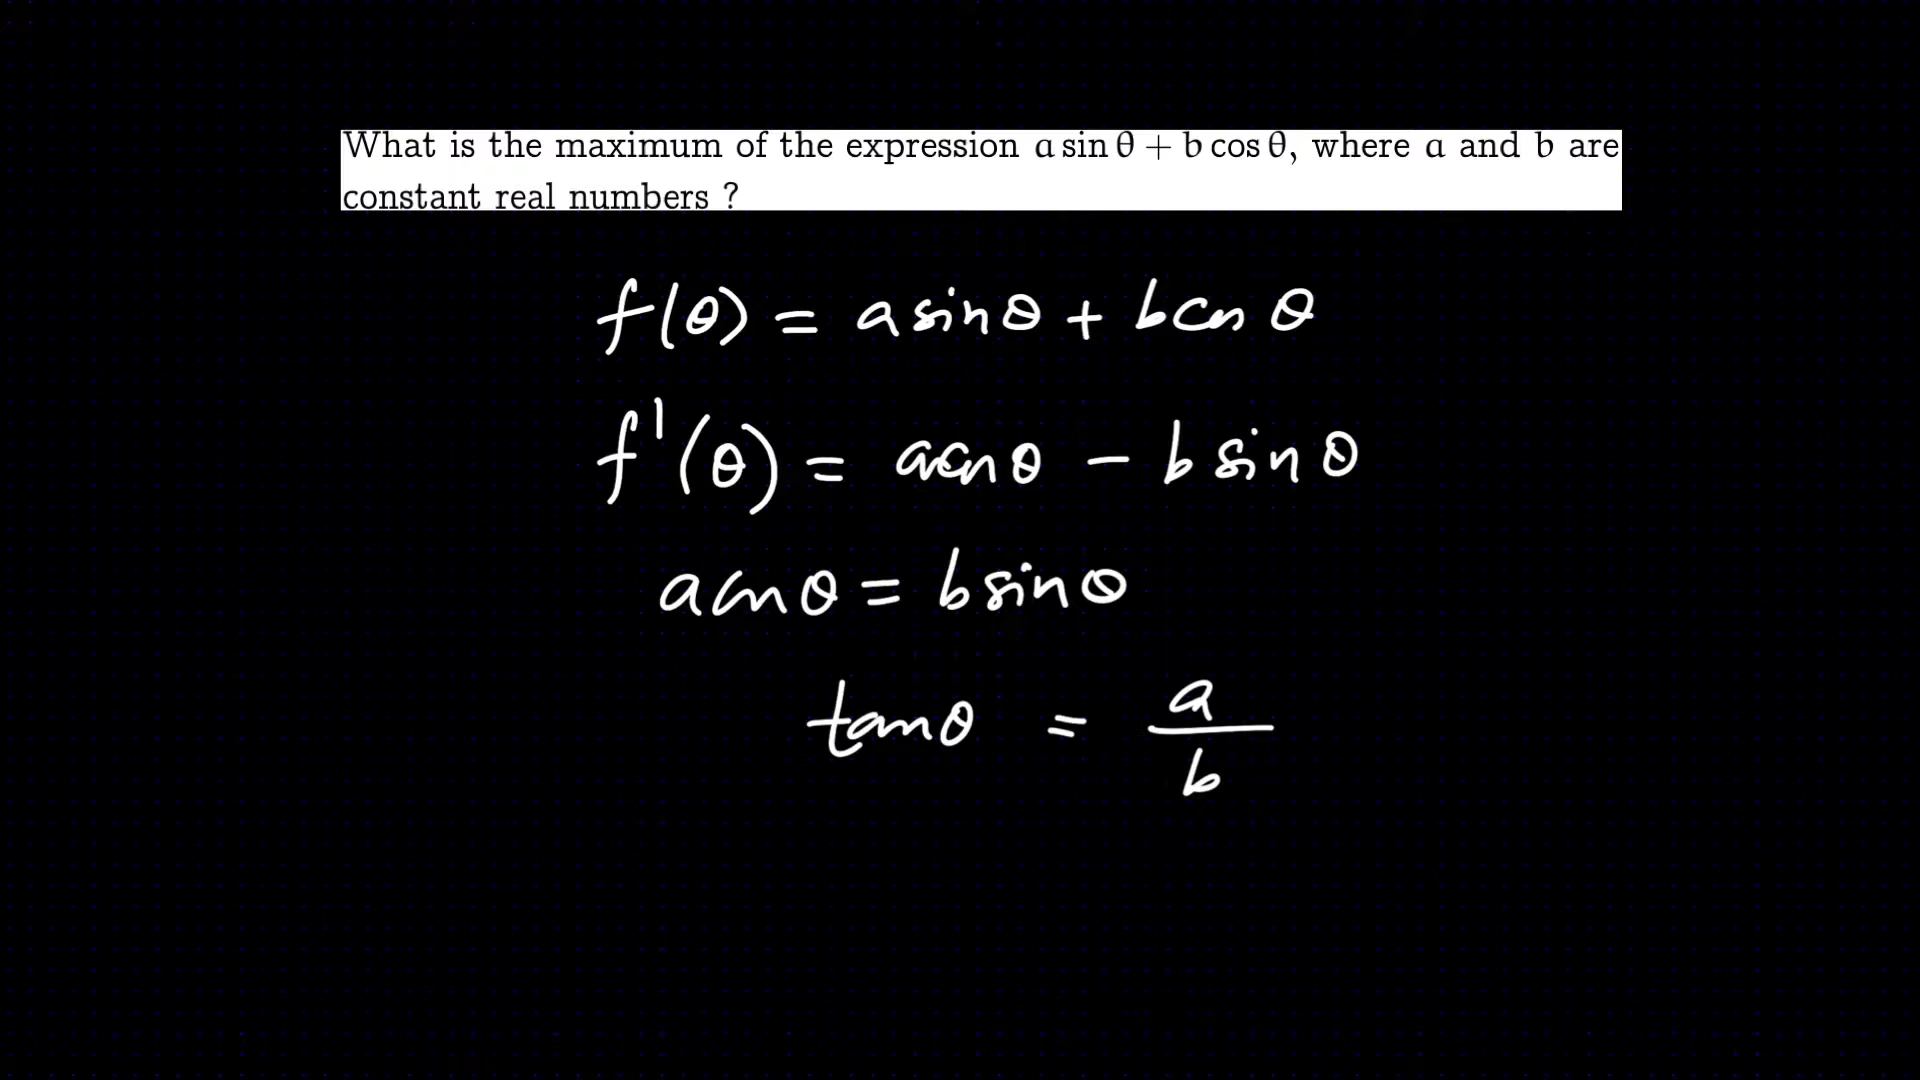 What is the maximum of the expression a sin θ + b cos θ, where a and b are
constant real numbers ?
f(θ) = a sin θ + b cos θ
f'(θ) = a cos θ − b sin θ
a cos θ = b sin θ
tan θ = a/b